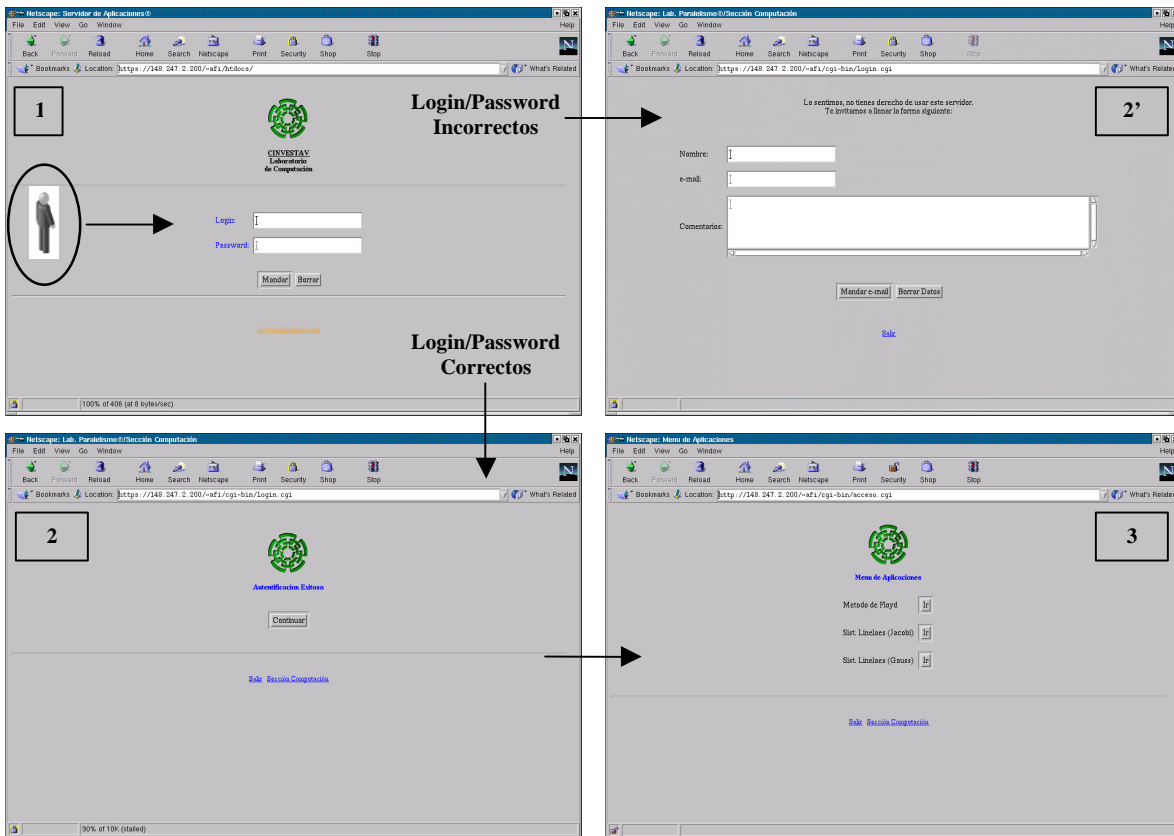 Netscape: Servidor de Aplicaciones®
File Edit View Go Window Help
Back Forward Reload Home Search Netscape Print Security Shop Stop
Bookmarks Location: https://148.247.2.200/~afi/htdocs/ What's Related
1
CINVESTAV
Laboratorio
de Computación
Login:
Password:
Mandar Borrar
100% of 406 (at 8 bytes/sec)
Login/Password
Incorrectos
Netscape: Lab. Paralelismo®/Sección Computación
File Edit View Go Window Help
Back Forward Reload Home Search Netscape Print Security Shop Stop
Bookmarks Location: https://148.247.2.200/~afi/cgi-bin/login.cgi What's Related
2’
Lo sentimos, no tienes derecho de usar este servidor.
Te invitamos a llenar la forma siguiente:
Nombre:
e-mail:
Comentarios:
Mandar e-mail Borrar Datos
Salir
Login/Password
Correctos
Netscape: Lab. Paralelismo®/Sección Computación
File Edit View Go Window Help
Back Forward Reload Home Search Netscape Print Security Shop Stop
Bookmarks Location: https://148.247.2.200/~afi/cgi-bin/login.cgi What's Related
2
Autentificacion Exitosa
Continuar
Salir Sección Computación
90% of 10K (stalled)
Netscape: Menu de Aplicaciones
File Edit View Go Window Help
Back Forward Reload Home Search Netscape Print Security Shop Stop
Bookmarks Location: http://148.247.2.200/~afi/cgi-bin/acceso.cgi What's Related
3
Menu de Aplicaciones
Metodo de Floyd Ir
Sist. Linelaes (Jacobi) Ir
Sist. Linelaes (Gauss) Ir
Salir Sección Computación